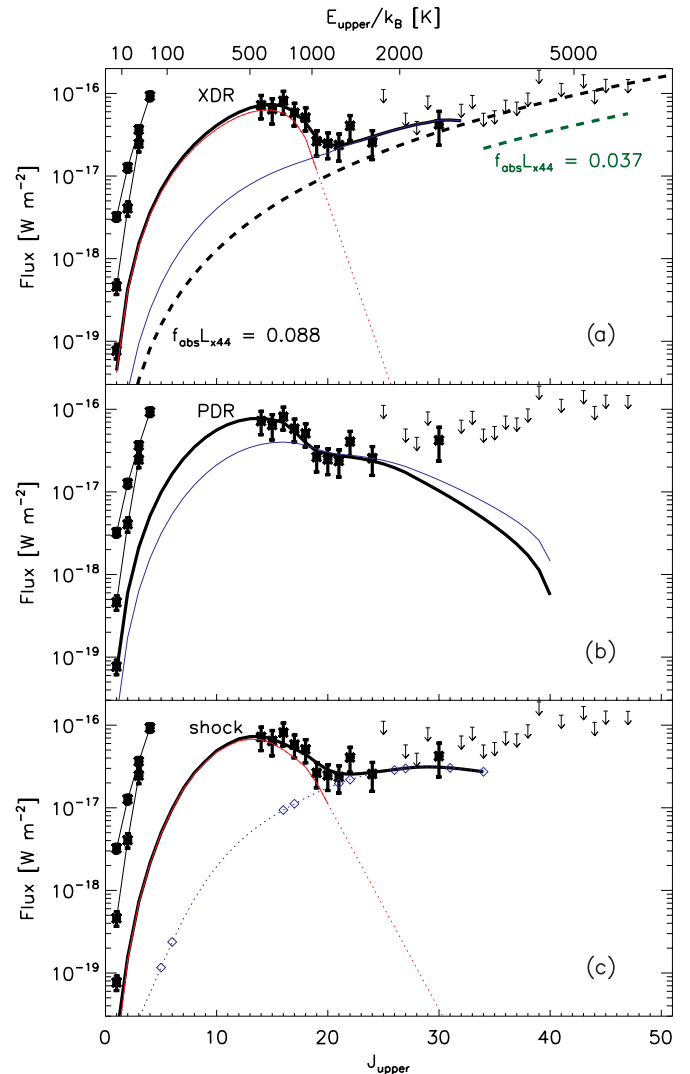 E_upper/k_B [K]
10 100 500 1000 2000 5000
10^-16
10^-17
10^-18
10^-19
Flux [W m^-2]
XDR
f_abs L_x44 = 0.037
f_abs L_x44 = 0.088
(a)
10^-16
10^-17
10^-18
10^-19
Flux [W m^-2]
PDR
(b)
10^-16
10^-17
10^-18
10^-19
Flux [W m^-2]
shock
(c)
0 10 20 30 40 50
J_upper